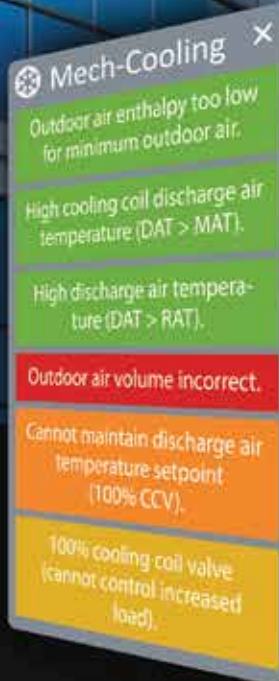 Mech-Cooling
Outdoor air enthalpy too low
for minimum outdoor air.
High cooling coil discharge air
temperature (DAT > MAT).
High discharge air tempera-
ture (DAT > RAT).
Outdoor air volume incorrect.
Cannot maintain discharge air
temperature setpoint
(100% CCV).
100% cooling coil valve
(cannot control increased
load).